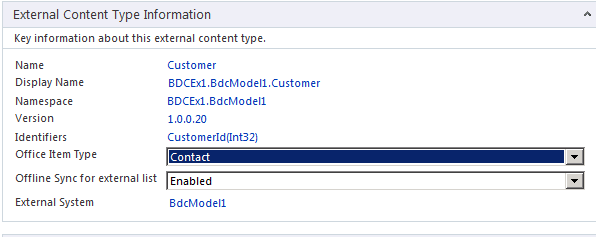 External Content Type Information
Key information about this external content type.
Name Customer
Display Name BDCEx1.BdcModel1.Customer
Namespace BDCEx1.BdcModel1
Version 1.0.0.20
Identifiers CustomerId(Int32)
Office Item Type Contact
Offline Sync for external list Enabled
External System BdcModel1